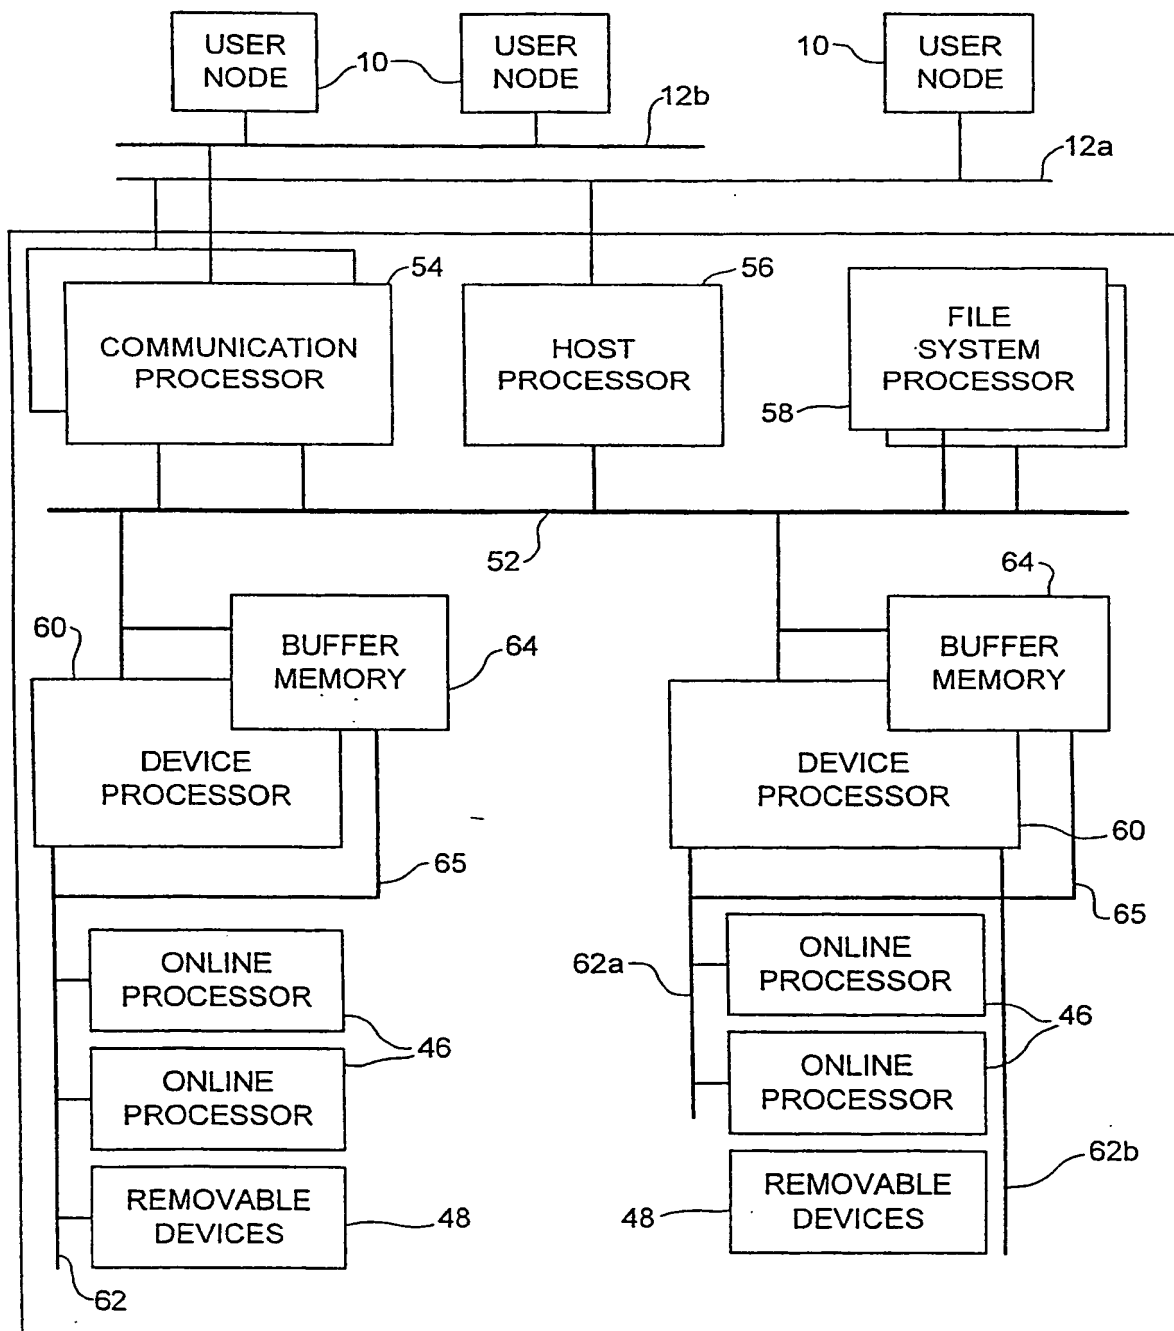 USER
NODE
10
USER
NODE
10
USER
NODE
12b
12a
54
COMMUNICATION
PROCESSOR
56
HOST
PROCESSOR
FILE
SYSTEM
PROCESSOR
58
52
60
BUFFER
MEMORY
64
DEVICE
PROCESSOR
65
64
BUFFER
MEMORY
DEVICE
PROCESSOR
60
65
ONLINE
PROCESSOR
46
ONLINE
PROCESSOR
REMOVABLE
DEVICES
48
62
62a
ONLINE
PROCESSOR
46
ONLINE
PROCESSOR
62b
48
REMOVABLE
DEVICES